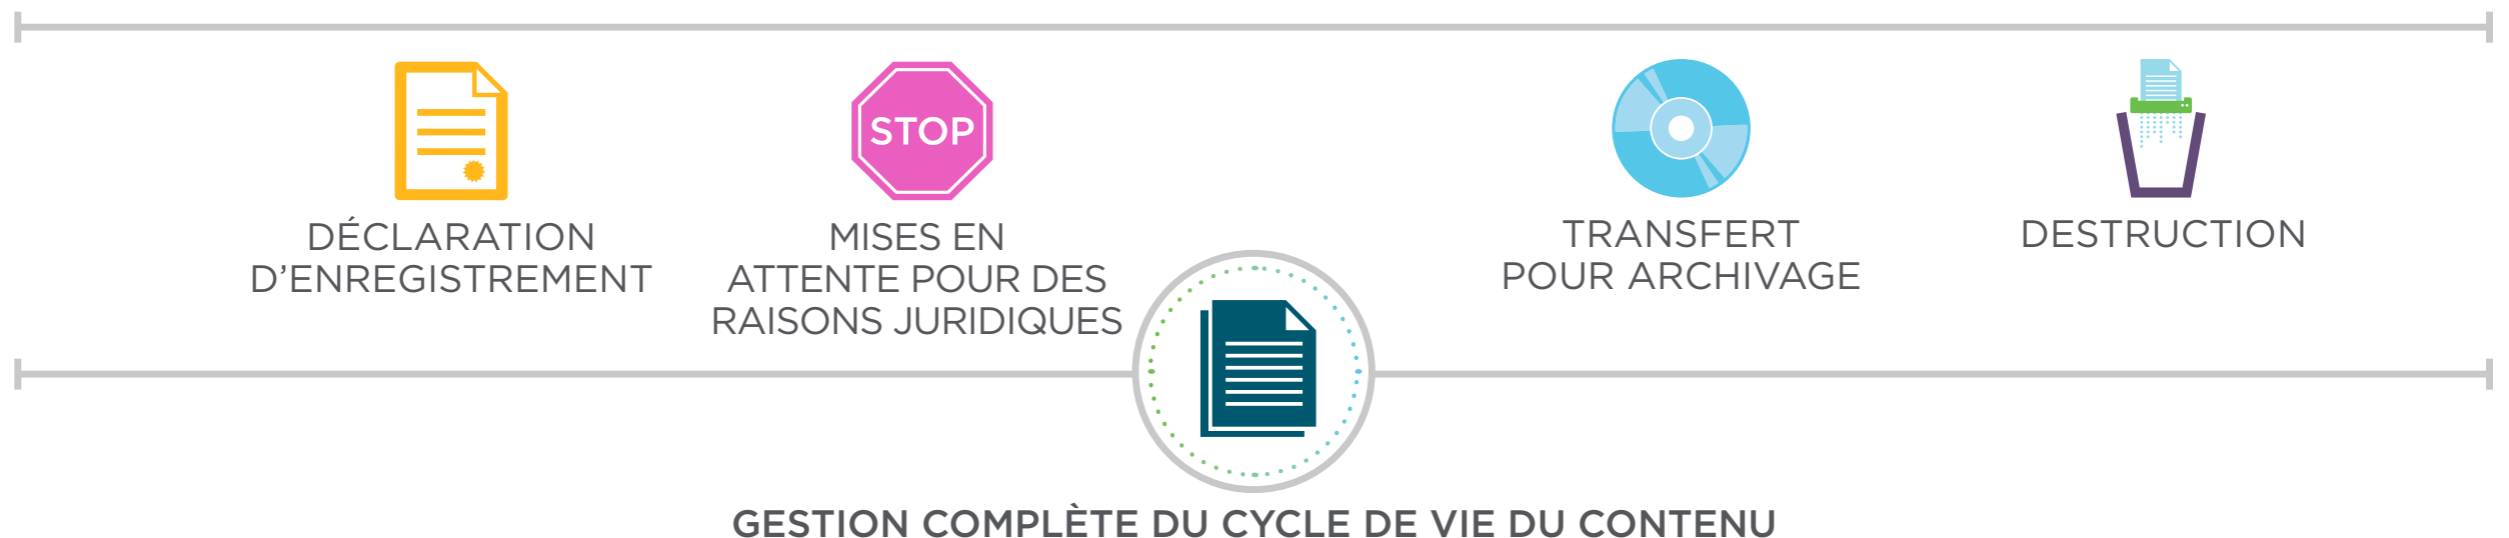 DÉCLARATION
D'ENREGISTREMENT
STOP
MISES EN
ATTENTE POUR DES
RAISONS JURIDIQUES
TRANSFERT
POUR ARCHIVAGE
DESTRUCTION
GESTION COMPLÈTE DU CYCLE DE VIE DU CONTENU